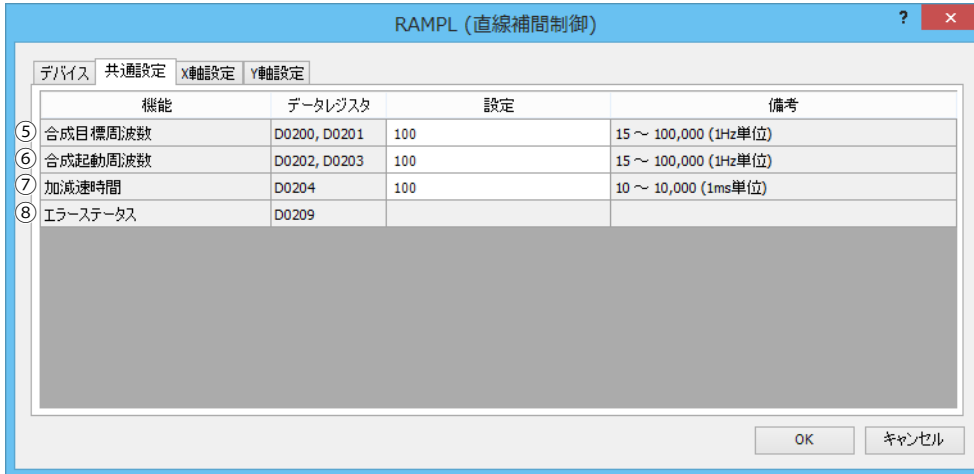 RAMPL (直線補間制御)
? ×
デバイス 共通設定 X軸設定 Y軸設定
機能 データレジスタ 設定 備考
⑤ 合成目標周波数 D0200, D0201 100 15 ～ 100,000 (1Hz単位)
⑥ 合成起動周波数 D0202, D0203 100 15 ～ 100,000 (1Hz単位)
⑦ 加減速時間 D0204 100 10 ～ 10,000 (1ms単位)
⑧ エラーステータス D0209
OK キャンセル